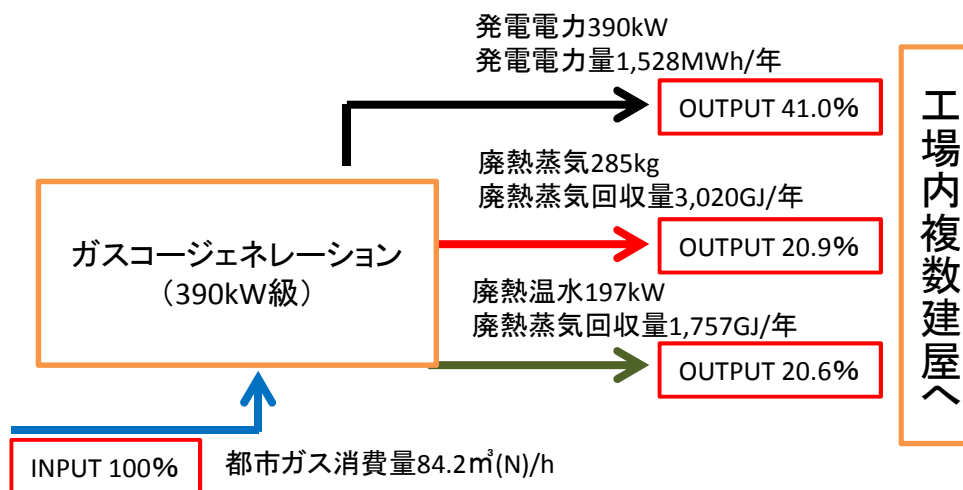 発電電力390kW
発電電力量1,528MWh/年
OUTPUT 41.0%
廃熱蒸気285kg
廃熱蒸気回収量3,020GJ/年
OUTPUT 20.9%
ガスコージェネレーション
（390kW級）
廃熱温水197kW
廃熱蒸気回収量1,757GJ/年
OUTPUT 20.6%
工場内複数建屋へ
INPUT 100%
都市ガス消費量84.2㎥(N)/h